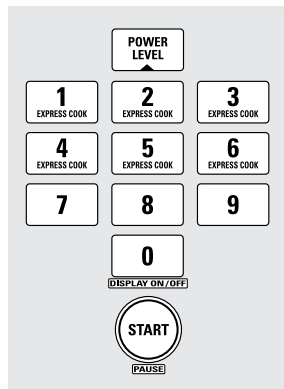 POWER
LEVEL
1 2 3
EXPRESS COOK EXPRESS COOK EXPRESS COOK
4 5 6
EXPRESS COOK EXPRESS COOK EXPRESS COOK
7 8 9
0
DISPLAY ON/OFF
START
PAUSE